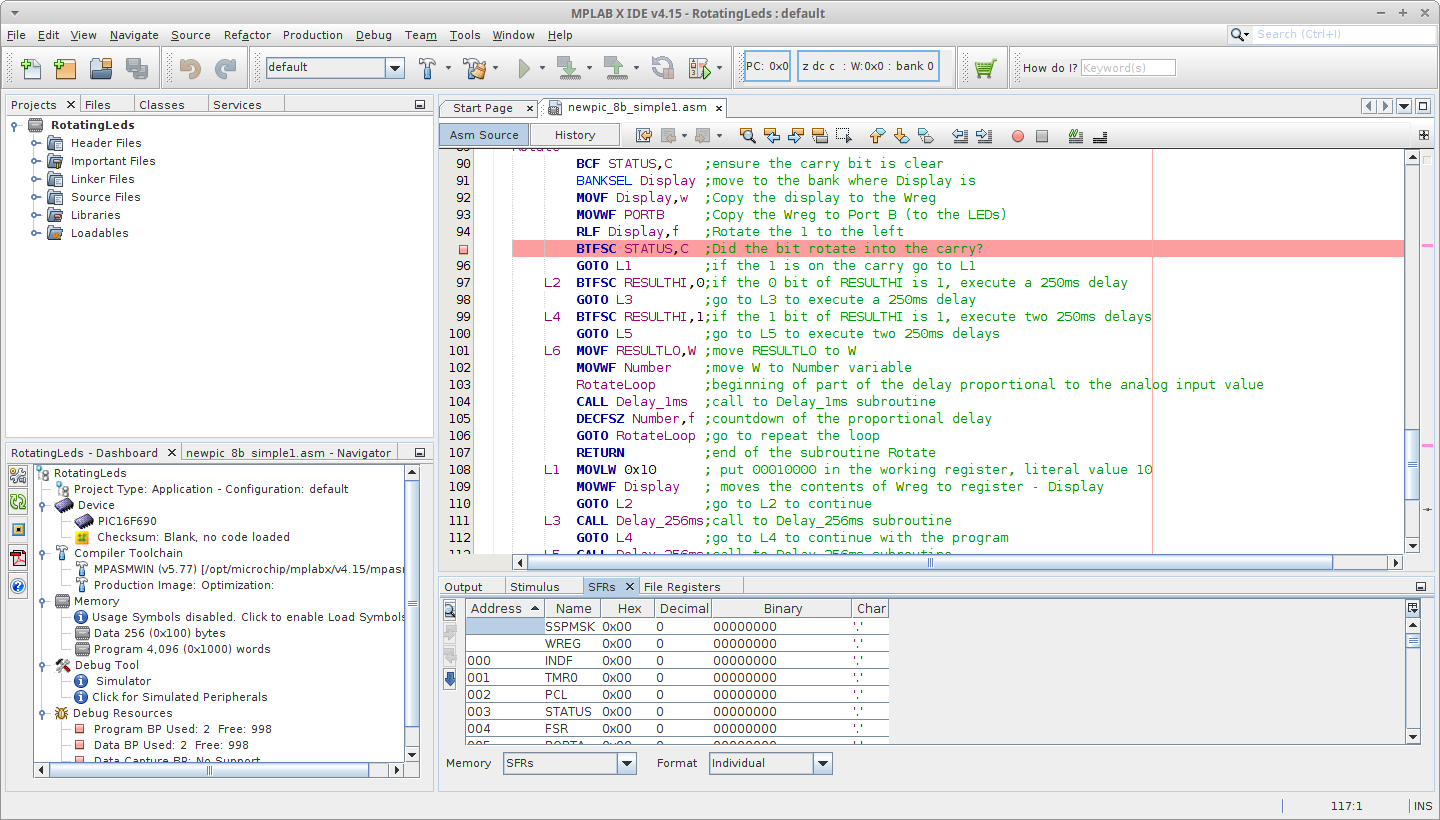 MPLAB X IDE v4.15 - RotatingLeds : default
File Edit View Navigate Source Refactor Production Debug Team Tools Window Help
Search (Ctrl+I)
default
PC: 0x0
z dc c : W:0x0 : bank 0
How do I? Keyword(s)
Projects Files Classes Services
RotatingLeds
Header Files
Important Files
Linker Files
Source Files
Libraries
Loadables
Start Page newpic_8b_simple1.asm
Asm Source History
89 Rotate
90 BCF STATUS,C ;ensure the carry bit is clear
91 BANKSEL Display ;move to the bank where Display is
92 MOVF Display,w ;Copy the display to the Wreg
93 MOVWF PORTB ;Copy the Wreg to Port B (to the LEDs)
94 RLF Display,f ;Rotate the 1 to the left
BTFSC STATUS,C ;Did the bit rotate into the carry?
96 GOTO L1 ;if the 1 is on the carry go to L1
97 L2 BTFSC RESULTHI,0;if the 0 bit of RESULTHI is 1, execute a 250ms delay
98 GOTO L3 ;go to L3 to execute a 250ms delay
99 L4 BTFSC RESULTHI,1;if the 1 bit of RESULTHI is 1, execute two 250ms delays
100 GOTO L5 ;go to L5 to execute two 250ms delays
101 L6 MOVF RESULTLO,W ;move RESULTLO to W
102 MOVWF Number ;move W to Number variable
103 RotateLoop ;beginning of part of the delay proportional to the analog input value
104 CALL Delay_1ms ;call to Delay_1ms subroutine
105 DECFSZ Number,f ;countdown of the proportional delay
106 GOTO RotateLoop ;go to repeat the loop
107 RETURN ;end of the subroutine Rotate
108 L1 MOVLW 0x10 ; put 00010000 in the working register, literal value 10
109 MOVWF Display ; moves the contents of Wreg to register - Display
110 GOTO L2 ;go to L2 to continue
111 L3 CALL Delay_256ms;call to Delay_256ms subroutine
112 GOTO L4 ;go to L4 to continue with the program
113 L5 CALL Delay_256ms;call to Delay_256ms subroutine
RotatingLeds - Dashboard newpic_8b_simple1.asm - Navigator
RotatingLeds
Project Type: Application - Configuration: default
Device
PIC16F690
Checksum: Blank, no code loaded
Compiler Toolchain
MPASMWIN (v5.77) [/opt/microchip/mplabx/v4.15/mpasm
Production Image: Optimization:
Memory
Usage Symbols disabled. Click to enable Load Symbols
Data 256 (0x100) bytes
Program 4,096 (0x1000) words
Debug Tool
Simulator
Click for Simulated Peripherals
Debug Resources
Program BP Used: 2 Free: 998
Data BP Used: 2 Free: 998
Data Capture BP: No Support
Output Stimulus SFRs File Registers
Address Name Hex Decimal Binary Char
SSPMSK 0x00 0 00000000 '.'
WREG 0x00 0 00000000 '.'
000 INDF 0x00 0 00000000 '.'
001 TMR0 0x00 0 00000000 '.'
002 PCL 0x00 0 00000000 '.'
003 STATUS 0x00 0 00000000 '.'
004 FSR 0x00 0 00000000 '.'
005 PORTA 0x00 0 00000000 '.'
Memory SFRs Format Individual
117:1 INS